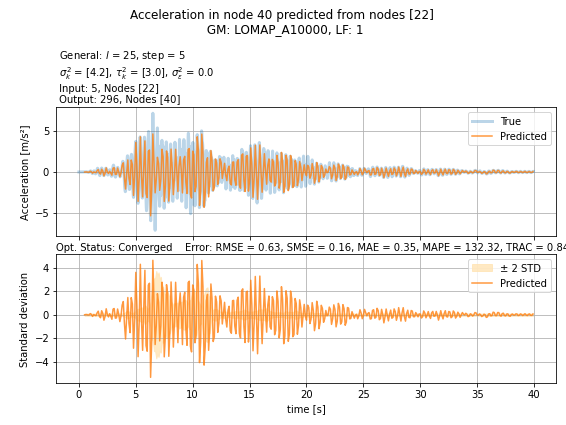 Acceleration in node 40 predicted from nodes [22]
GM: LOMAP_A10000, LF: 1
General: l = 25, step = 5
σ²ₖ = [4.2], τ²ₖ = [3.0], σ²ε = 0.0
Input: 5, Nodes [22]
Output: 296, Nodes [40]
True
Predicted
Acceleration [m/s²]
5
0
−5
Opt. Status: Converged Error: RMSE = 0.63, SMSE = 0.16, MAE = 0.35, MAPE = 132.32, TRAC = 0.84
± 2 STD
Predicted
Standard deviation
4
2
0
−2
−4
0 5 10 15 20 25 30 35 40
time [s]